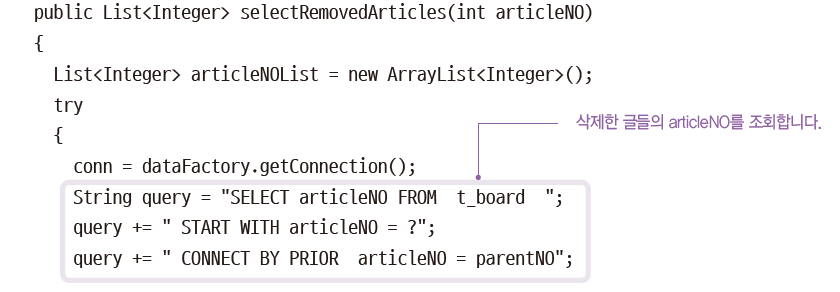 public List<Integer> selectRemovedArticles(int articleNO)
{
List<Integer> articleNOList = new ArrayList<Integer>();
try
{
삭제한 글들의 articleNO를 조회합니다.
conn = dataFactory.getConnection();
String query = "SELECT articleNO FROM  t_board  ";
query += " START WITH articleNO = ?";
query += " CONNECT BY PRIOR  articleNO = parentNO";